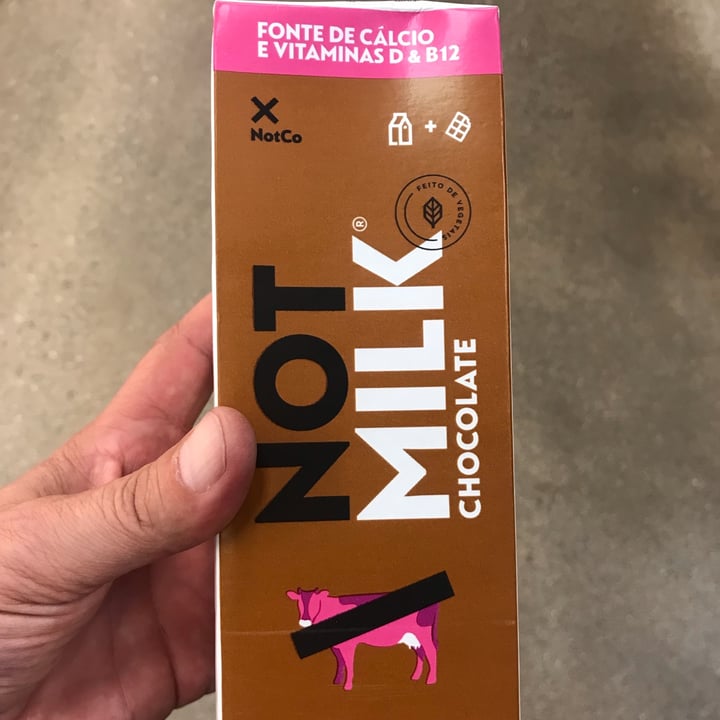 FONTE DE CÁLCIO
E VITAMINAS D & B12
NotCo
FEITO DE VEGETAIS
NOT
MILK®
CHOCOLATE